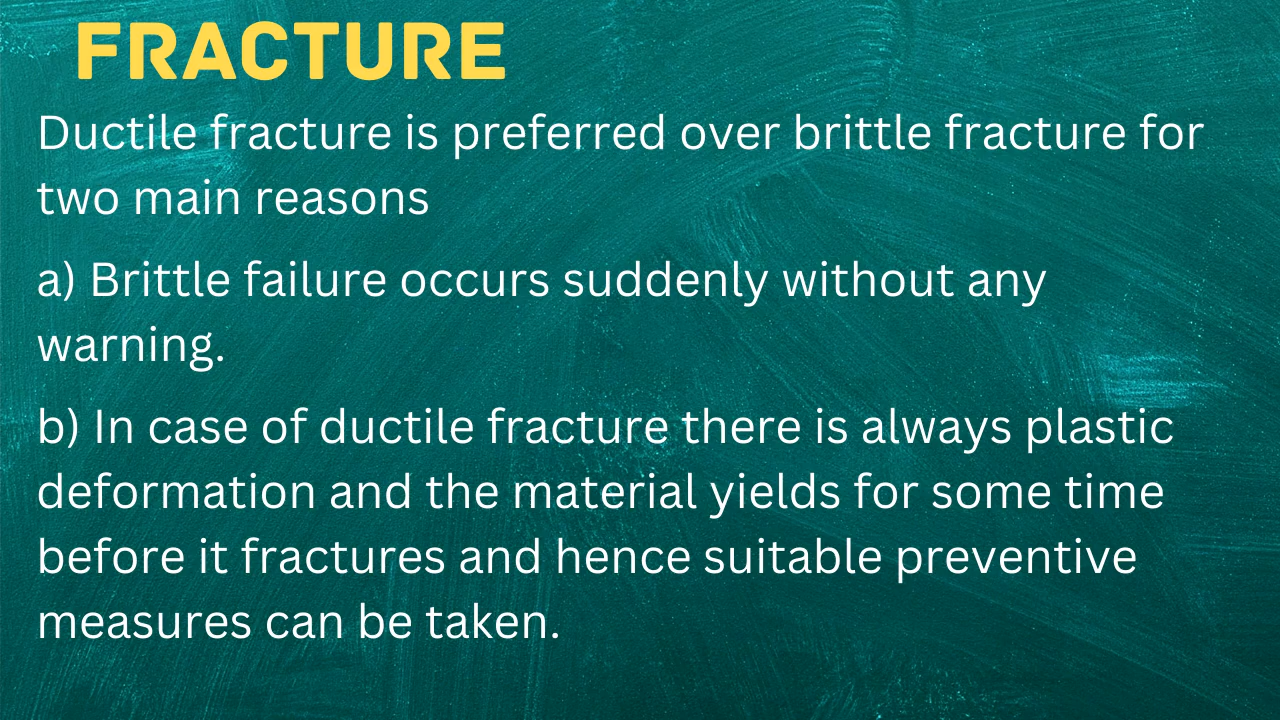 FRACTURE
Ductile fracture is preferred over brittle fracture for
two main reasons
a) Brittle failure occurs suddenly without any
warning.
b) In case of ductile fracture there is always plastic
deformation and the material yields for some time
before it fractures and hence suitable preventive
measures can be taken.